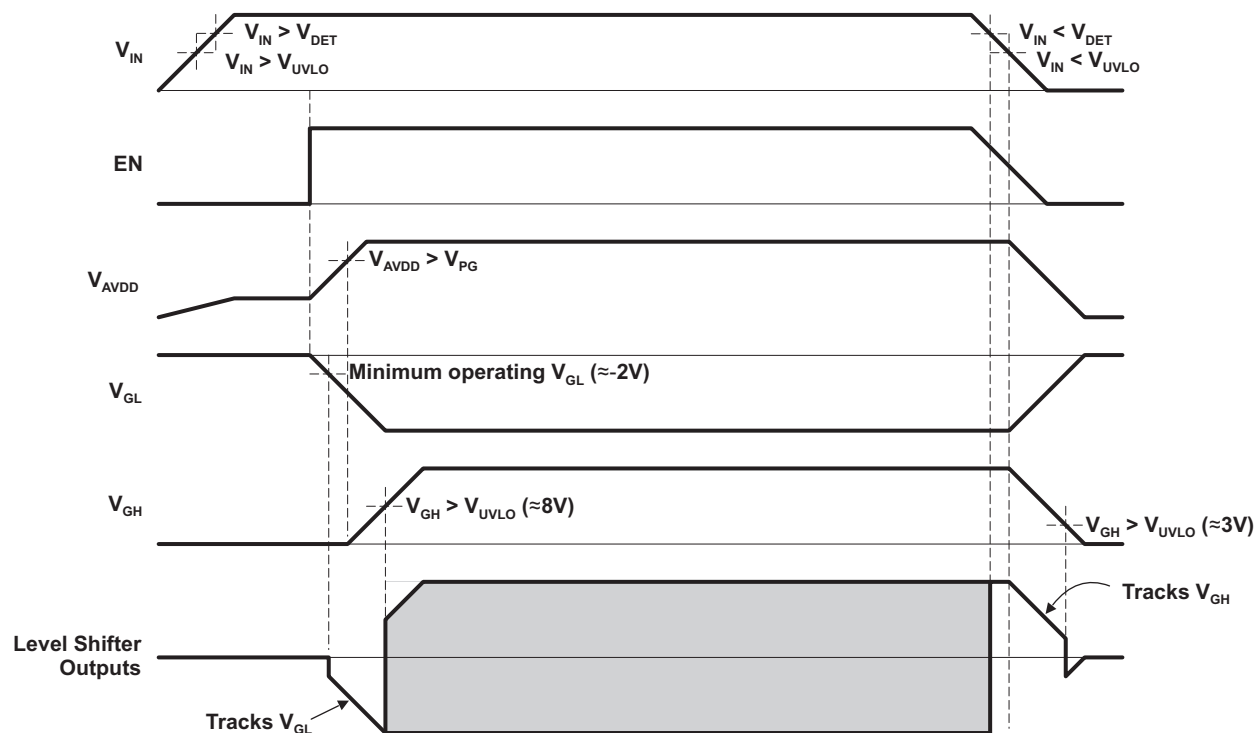 V_IN
V_IN > V_DET
V_IN > V_UVLO
V_IN < V_DET
V_IN < V_UVLO
EN
V_AVDD
V_AVDD > V_PG
V_GL
Minimum operating V_GL (≈-2V)
V_GH
V_GH > V_UVLO (≈8V)
V_GH > V_UVLO (≈3V)
Level Shifter
Outputs
Tracks V_GH
Tracks V_GL